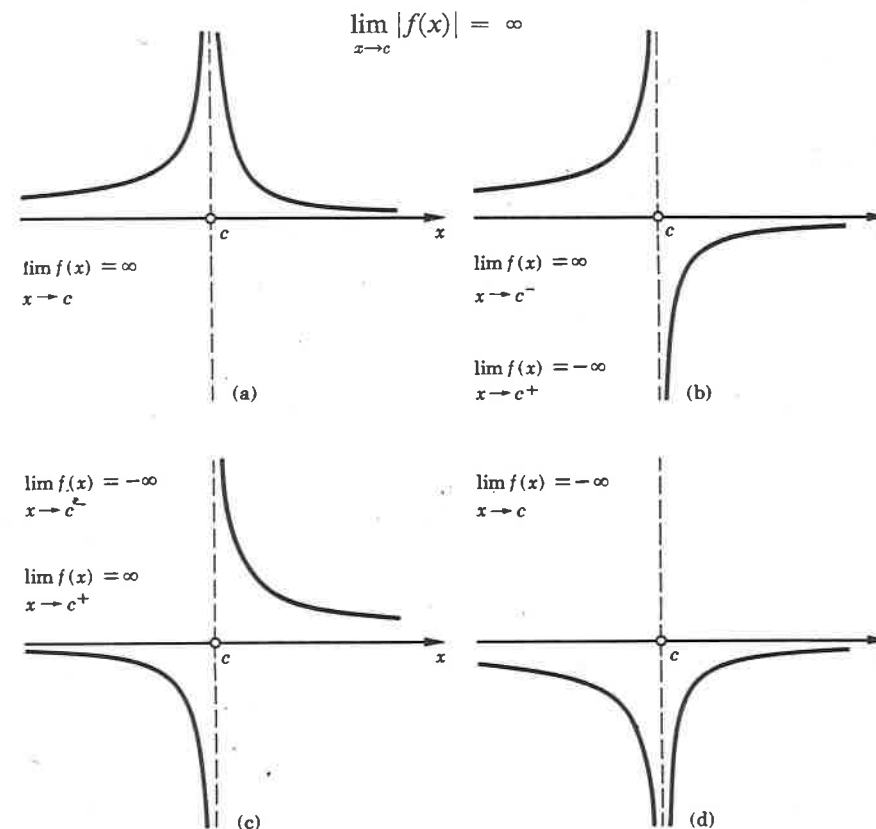 lim |f(x)| = ∞
x→c
c
x
lim f(x) = ∞
x → c
(a)
c
lim f(x) = ∞
x → c⁻
lim f(x) = −∞
x → c⁺
(b)
lim f(x) = −∞
x → c⁻
lim f(x) = ∞
x → c⁺
c
x
(c)
lim f(x) = −∞
x → c
c
(d)